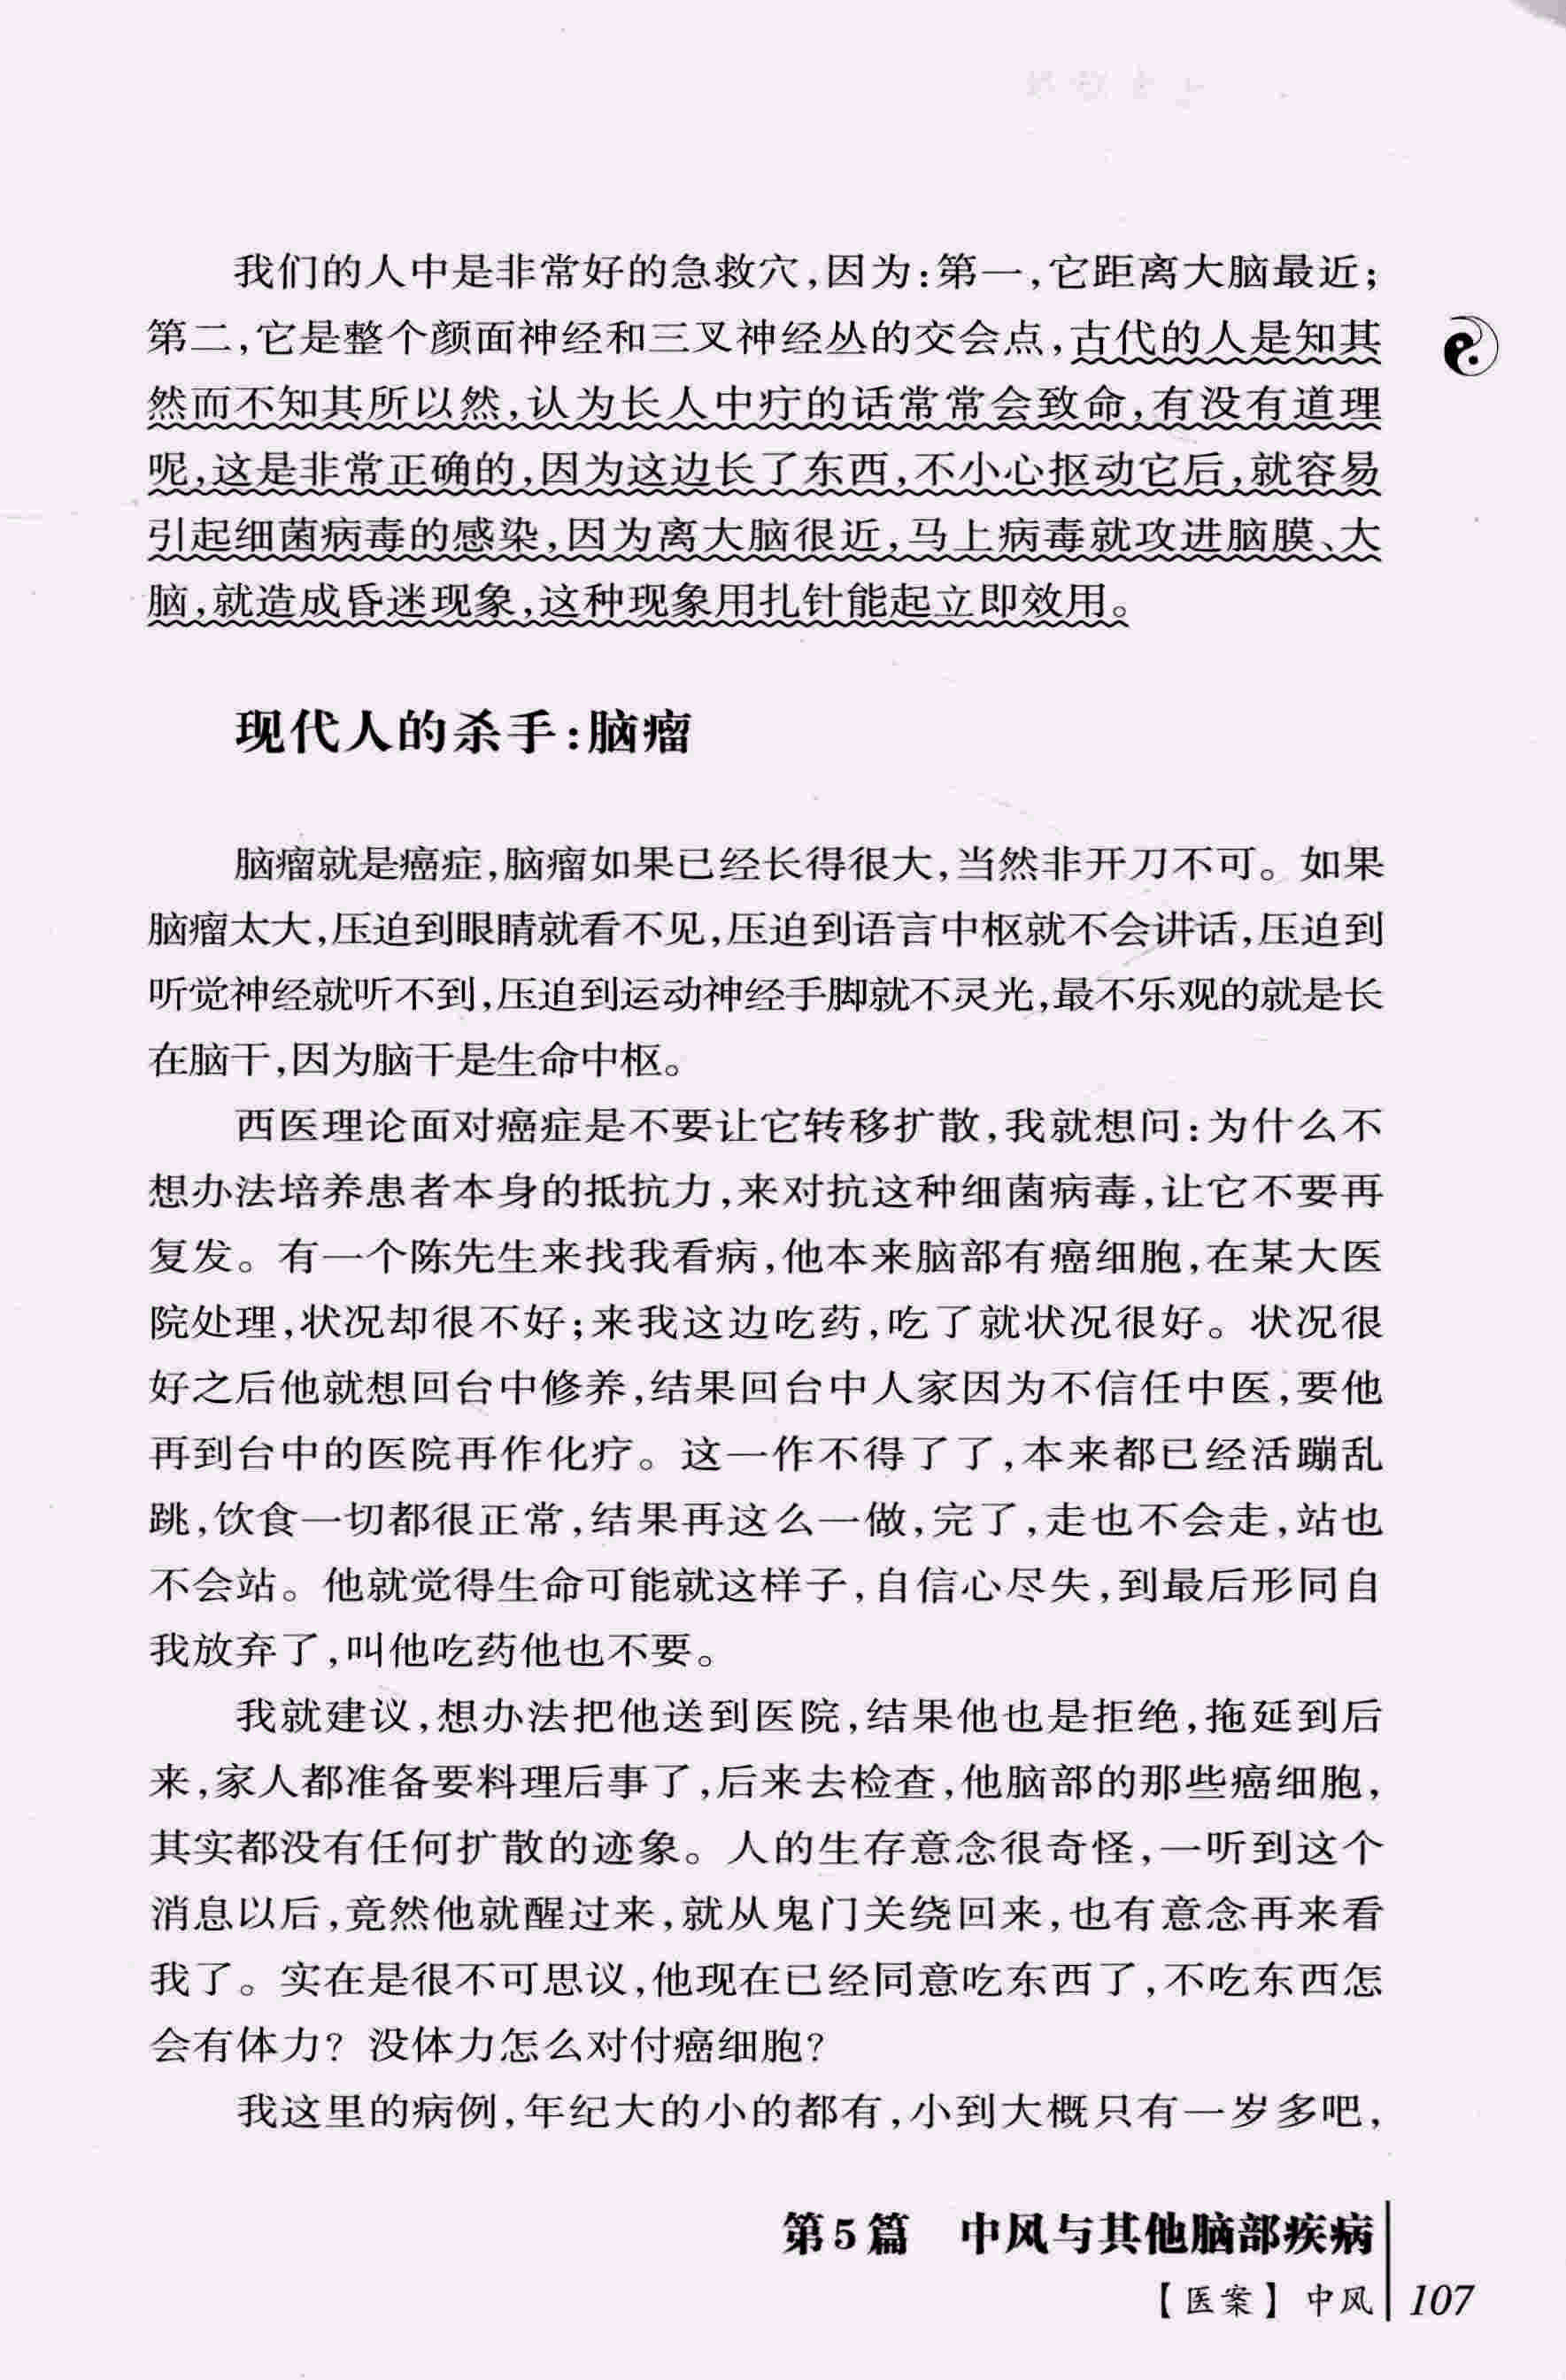 我们的人中是非常好的急救穴,因为:第一,它距离大脑最近;
第二,它是整个颜面神经和三叉神经丛的交会点,古代的人是知其
然而不知其所以然,认为长人中疔的话常常会致命,有没有道理
呢,这是非常正确的,因为这边长了东西,不小心抠动它后,就容易
引起细菌病毒的感染,因为离大脑很近,马上病毒就攻进脑膜、大
脑,就造成昏迷现象,这种现象用扎针能起立即效用。
现代人的杀手:脑瘤
脑瘤就是癌症,脑瘤如果已经长得很大,当然非开刀不可。如果
脑瘤太大,压迫到眼睛就看不见,压迫到语言中枢就不会讲话,压迫到
听觉神经就听不到,压迫到运动神经手脚就不灵光,最不乐观的就是长
在脑干,因为脑干是生命中枢。
西医理论面对癌症是不要让它转移扩散,我就想问:为什么不
想办法培养患者本身的抵抗力,来对抗这种细菌病毒,让它不要再
复发。有一个陈先生来找我看病,他本来脑部有癌细胞,在某大医
院处理,状况却很不好;来我这边吃药,吃了就状况很好。状况很
好之后他就想回台中修养,结果回台中人家因为不信任中医,要他
再到台中的医院再作化疗。这一作不得了了,本来都已经活蹦乱
跳,饮食一切都很正常,结果再这么一做,完了,走也不会走,站也
不会站。他就觉得生命可能就这样子,自信心尽失,到最后形同自
我放弃了,叫他吃药他也不要。
我就建议,想办法把他送到医院,结果他也是拒绝,拖延到后
来,家人都准备要料理后事了,后来去检查,他脑部的那些癌细胞,
其实都没有任何扩散的迹象。人的生存意念很奇怪,一听到这个
消息以后,竟然他就醒过来,就从鬼门关绕回来,也有意念再来看
我了。实在是很不可思议,他现在已经同意吃东西了,不吃东西怎
会有体力?没体力怎么对付癌细胞?
我这里的病例,年纪大的小的都有,小到大概只有一岁多吧,
第5篇 中风与其他脑部疾病
【医案】中风 107